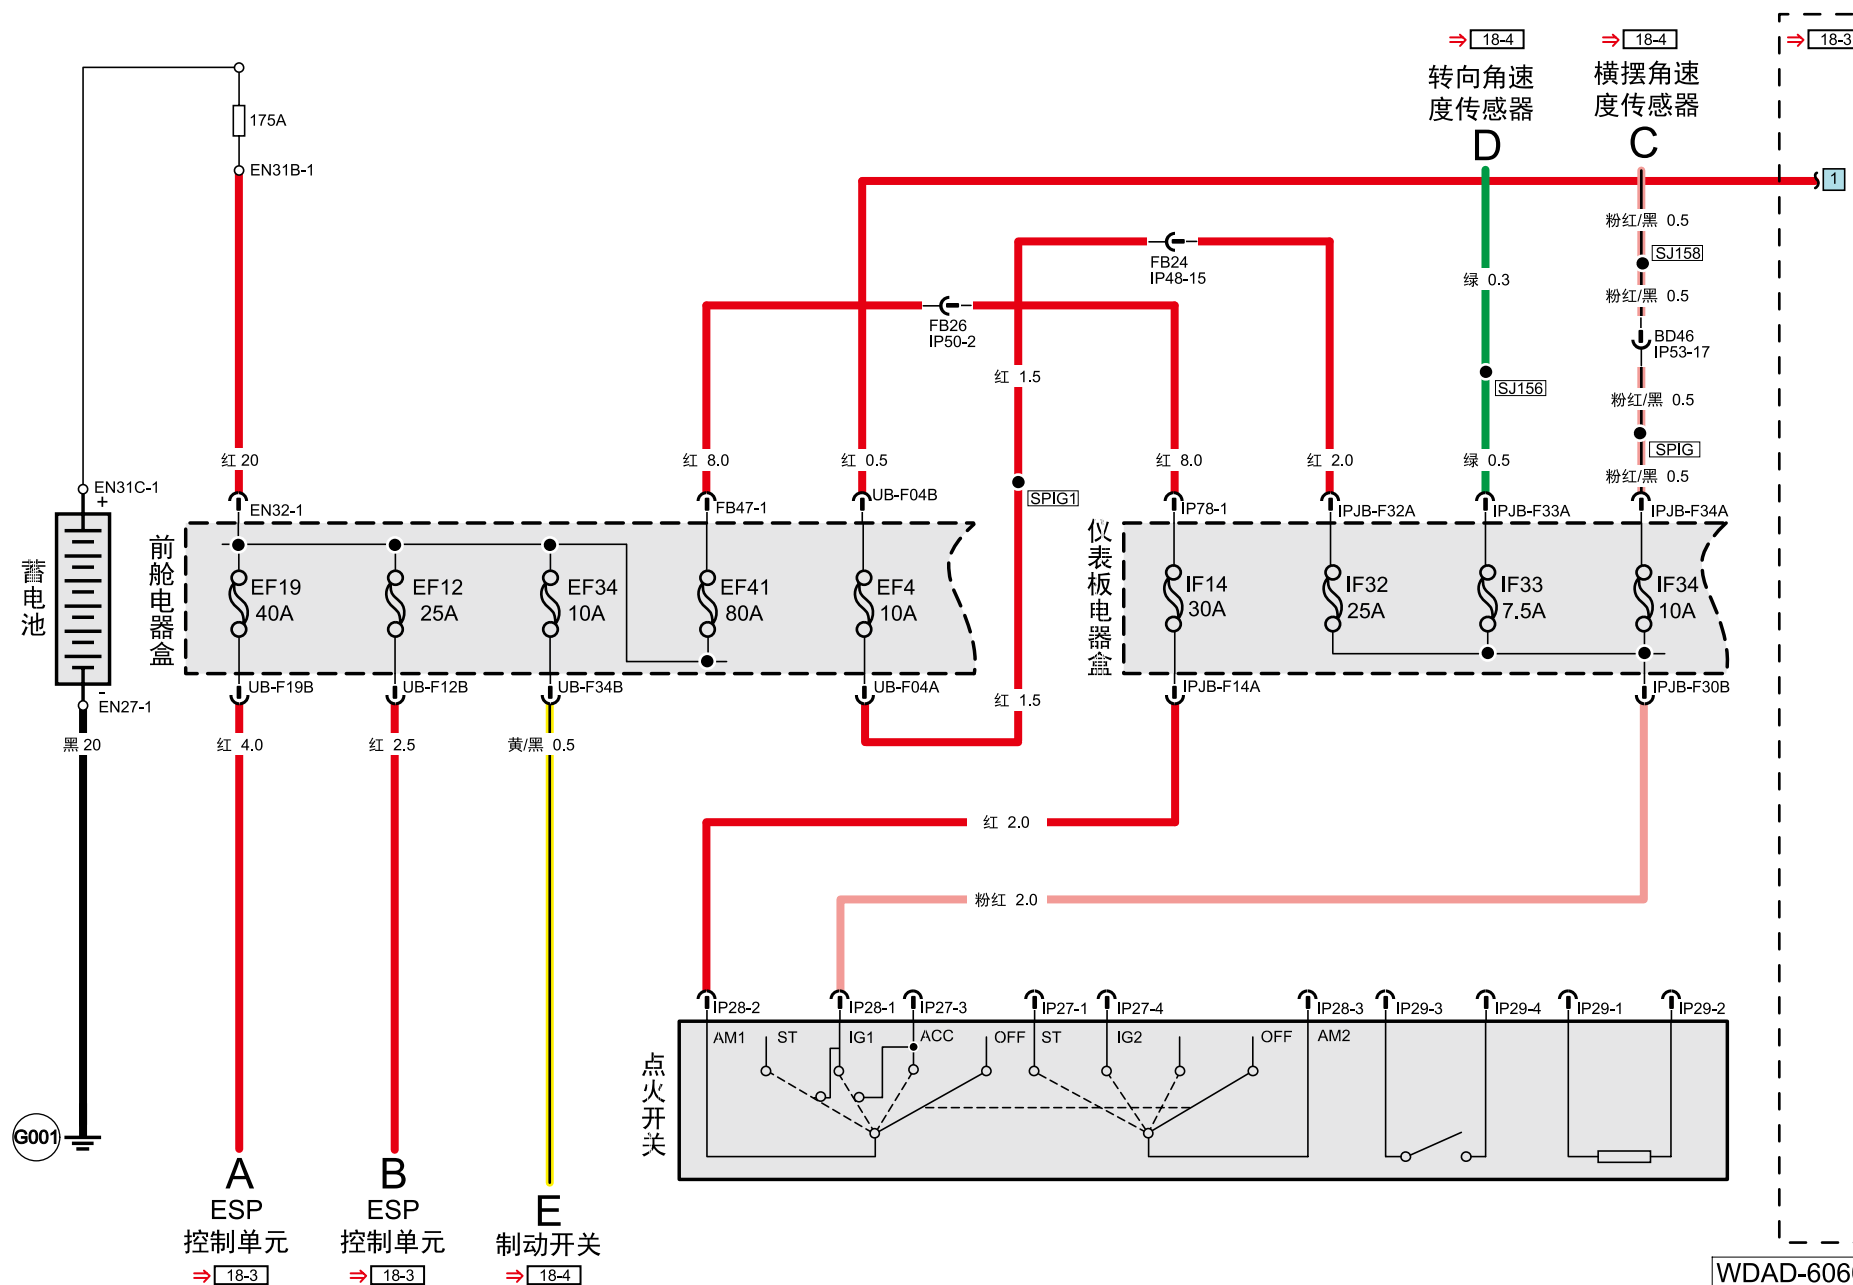 ⇒ 18-4
⇒ 18-4
⇒ 18-3
转向角速
度传感器
横摆角速
度传感器
D
C
175A
EN31B-1
1
粉红/黑 0.5
SJ158
FB24
IP48-15
绿 0.3
粉红/黑 0.5
FB26
IP50-2
BD46
IP53-17
红 1.5
SJ156
粉红/黑 0.5
SPIG
红 20
红 8.0
红 0.5
红 8.0
红 2.0
绿 0.5
粉红/黑 0.5
EN31C-1
+
SPIG1
EN32-1
FB47-1
UB-F04B
IP78-1
IPJB-F32A
IPJB-F33A
IPJB-F34A
蓄电池
前舱电器盒
EF19
40A
EF12
25A
EF34
10A
EF41
80A
EF4
10A
仪表板电器盒
IF14
30A
IF32
25A
IF33
7.5A
IF34
10A
-
EN27-1
UB-F19B
UB-F12B
UB-F34B
UB-F04A
红 1.5
IPJB-F14A
IPJB-F30B
黑 20
红 4.0
红 2.5
黄/黑 0.5
红 2.0
粉红 2.0
IP28-2
IP28-1
IP27-3
IP27-1
IP27-4
IP28-3
IP29-3
IP29-4
IP29-1
IP29-2
点火开关
AM1
ST
IG1
ACC
OFF
ST
IG2
OFF
AM2
G001
A
ESP
控制单元
⇒ 18-3
B
ESP
控制单元
⇒ 18-3
E
制动开关
⇒ 18-4